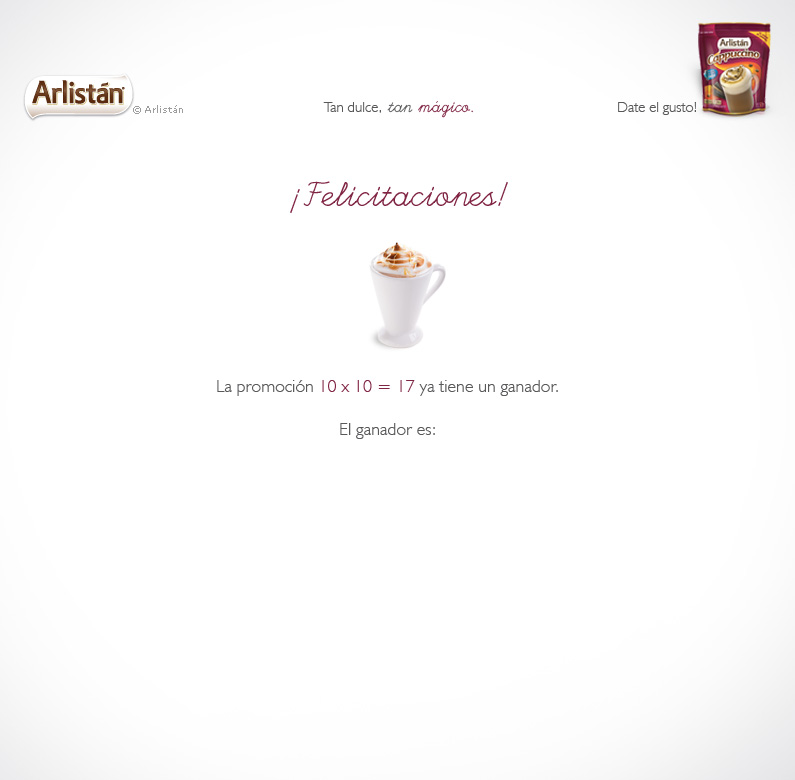 Arlistán
© Arlistán
Tan dulce, tan mágico.
Date el gusto!
Arlistán
Cappuccino
¡Felicitaciones!
La promoción 10 x 10 = 17 ya tiene un ganador.
El ganador es: